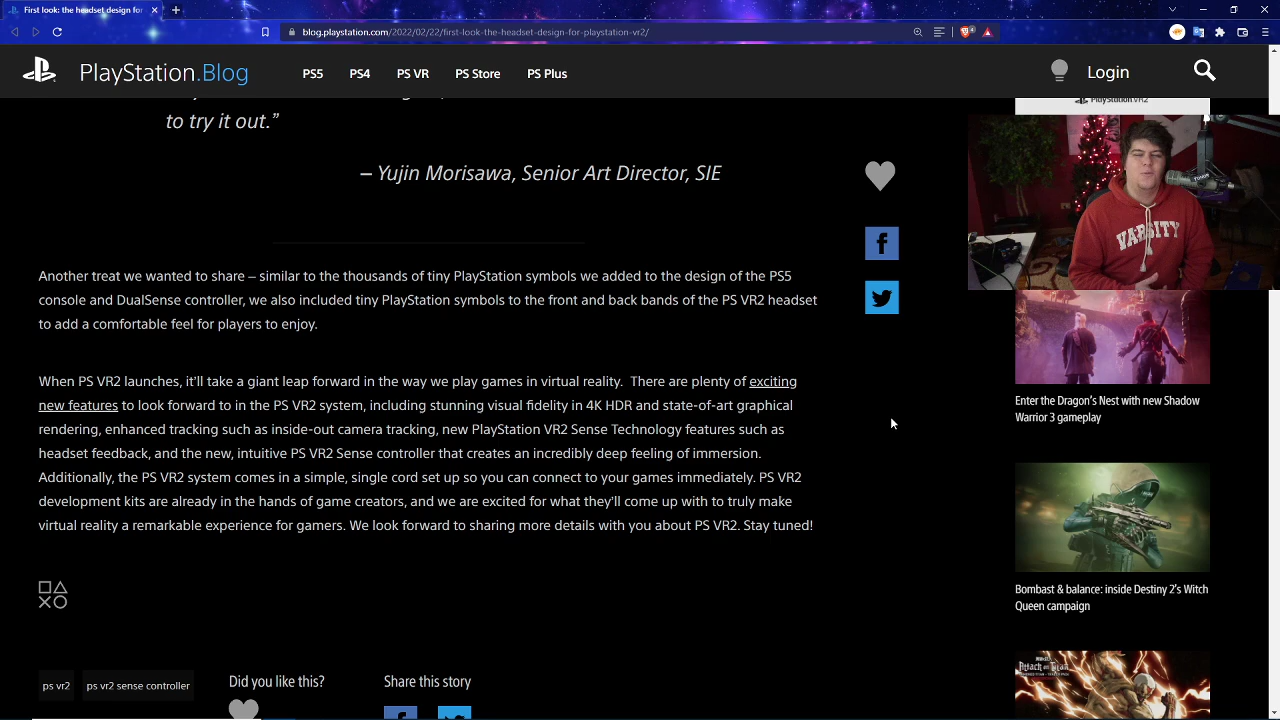 First look: the headset design for
blog.playstation.com/2022/02/22/first-look-the-headset-design-for-playstation-vr2/
PlayStation.Blog
PS5
PS4
PS VR
PS Store
PS Plus
Login
to try it out.”
– Yujin Morisawa, Senior Art Director, SIE
Another treat we wanted to share – similar to the thousands of tiny PlayStation symbols we added to the design of the PS5
console and DualSense controller, we also included tiny PlayStation symbols to the front and back bands of the PS VR2 headset
to add a comfortable feel for players to enjoy.
When PS VR2 launches, it’ll take a giant leap forward in the way we play games in virtual reality.  There are plenty of exciting
new features to look forward to in the PS VR2 system, including stunning visual fidelity in 4K HDR and state-of-art graphical
rendering, enhanced tracking such as inside-out camera tracking, new PlayStation VR2 Sense Technology features such as
headset feedback, and the new, intuitive PS VR2 Sense controller that creates an incredibly deep feeling of immersion.
Additionally, the PS VR2 system comes in a simple, single cord set up so you can connect to your games immediately. PS VR2
development kits are already in the hands of game creators, and we are excited for what they’ll come up with to truly make
virtual reality a remarkable experience for gamers. We look forward to sharing more details with you about PS VR2. Stay tuned!
ps vr2
ps vr2 sense controller
Did you like this?
Share this story
PlayStation.VR2
VARSITY
Enter the Dragon’s Nest with new Shadow
Warrior 3 gameplay
Bombast & balance: inside Destiny 2’s Witch
Queen campaign
Attack on Titan